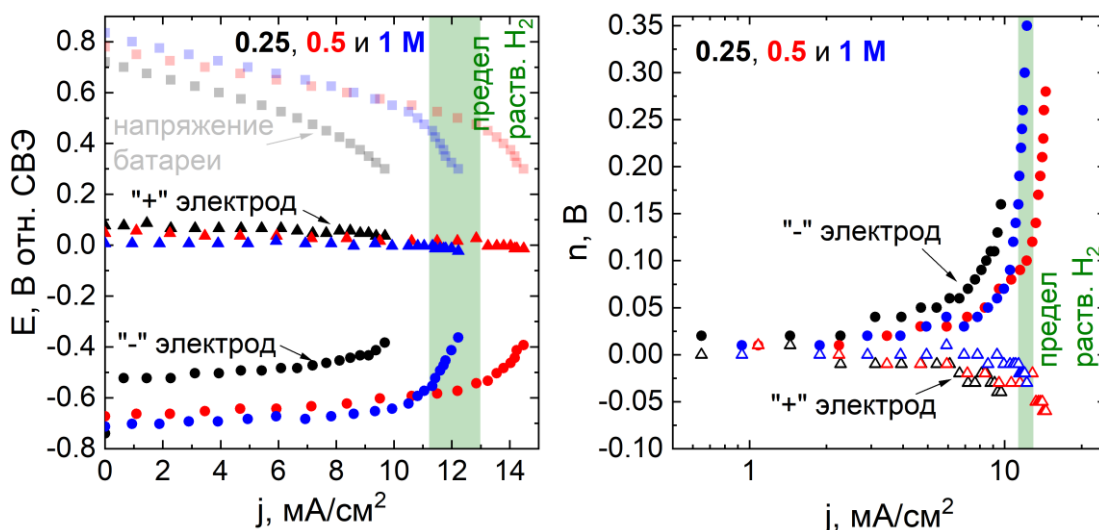 0.25, 0.5 и 1 М
предел
раств. H₂
напряжение
батареи
"+" электрод
"-" электрод
E, В отн. СВЭ
0.8
0.6
0.4
0.2
0.0
-0.2
-0.4
-0.6
-0.8
0 2 4 6 8 10 12 14
j, мА/см²
0.25, 0.5 и 1 М
"-" электрод
"+" электрод
предел
раств. H₂
n, В
0.35
0.30
0.25
0.20
0.15
0.10
0.05
0.00
-0.05
-0.10
1 10
j, мА/см²